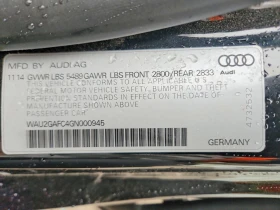 MFD. BY AUDI AG
11.14 GVWR LBS 5489 GAWR LBS FRONT 2800/REAR 2833
Audi
THIS VEHICLE CONFORMS TO ALL APPLICABLE
FEDERAL MOTOR VEHICLE SAFETY, BUMPER AND
THEFT PREVENTION STANDARDS IN EFFECT ON THE
DATE OF MANUFACTURE SHOWN ABOVE
PASSENGER CAR
WAU2GAFC4GN000945
GERMANY